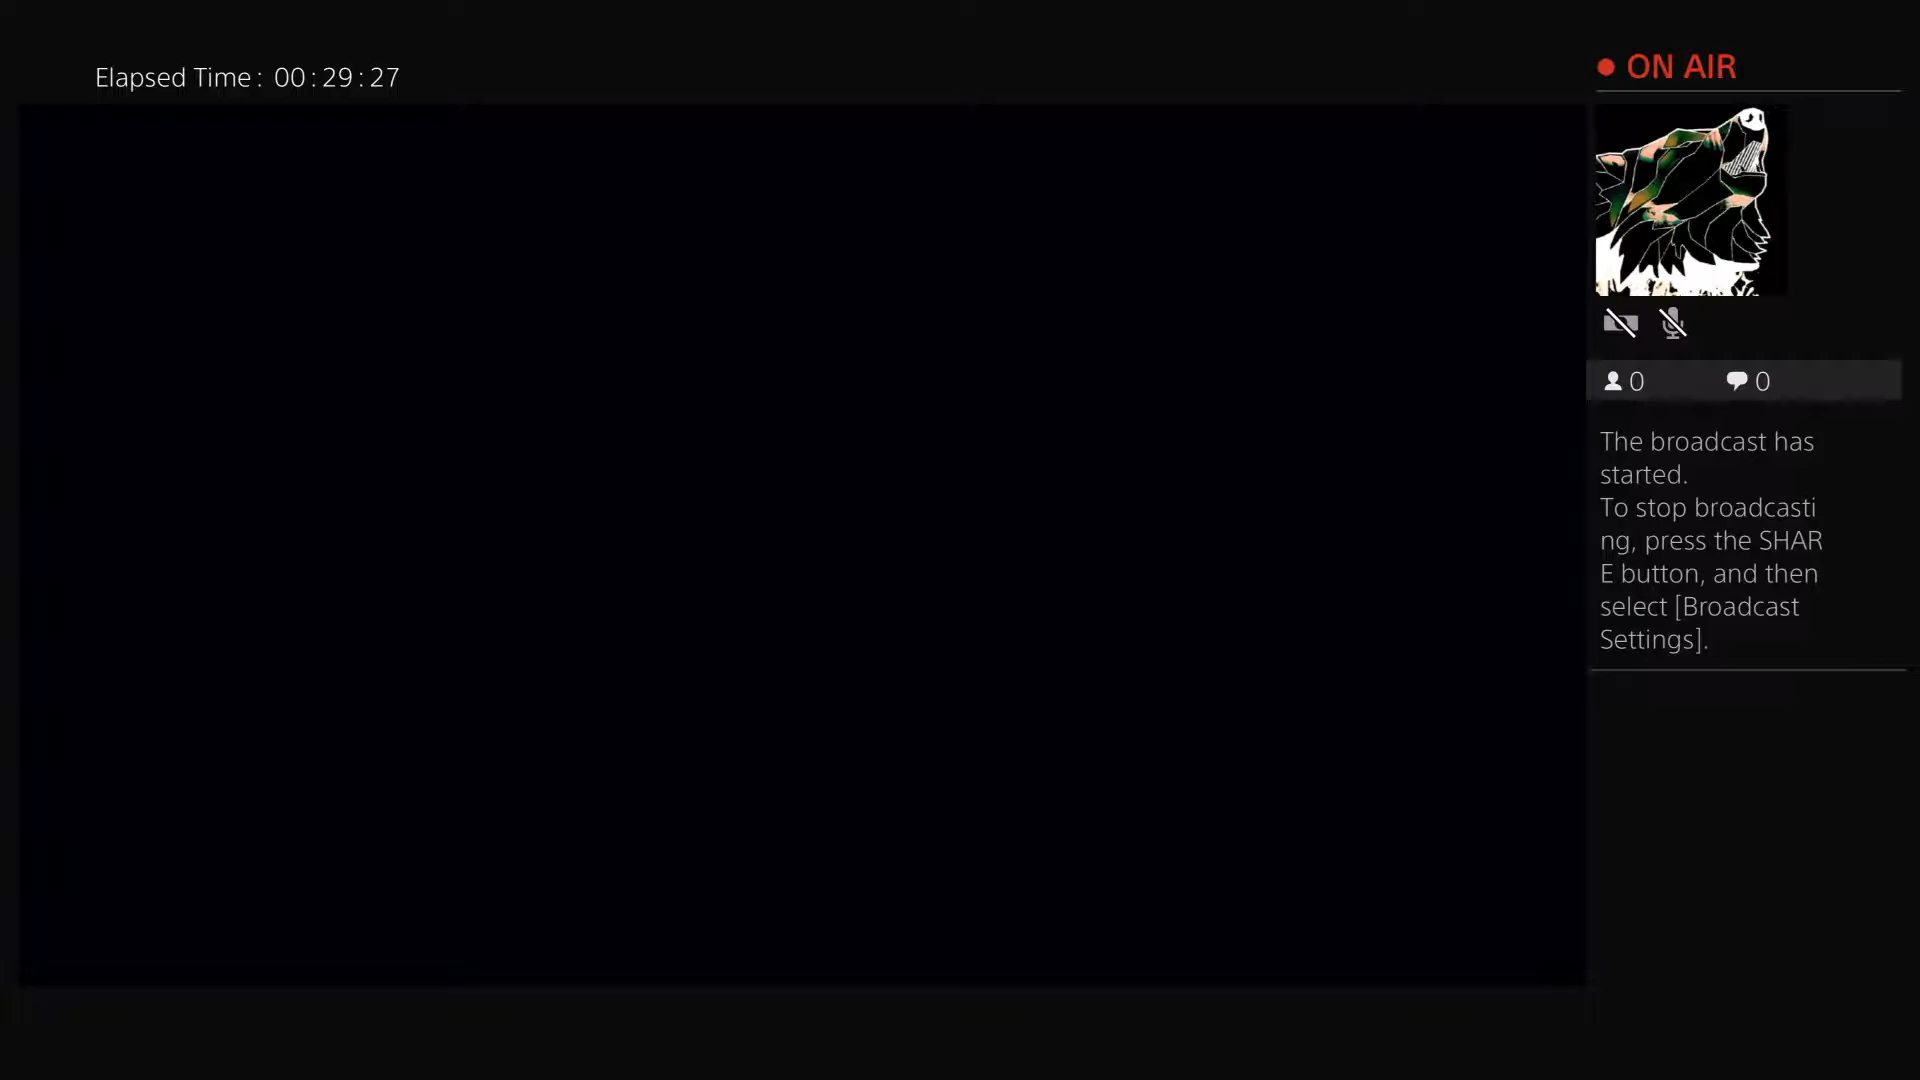 Elapsed Time: 00:29:27
ON AIR
0 0
The broadcast has
started.
To stop broadcasti
ng, press the SHAR
E button, and then
select [Broadcast
Settings].